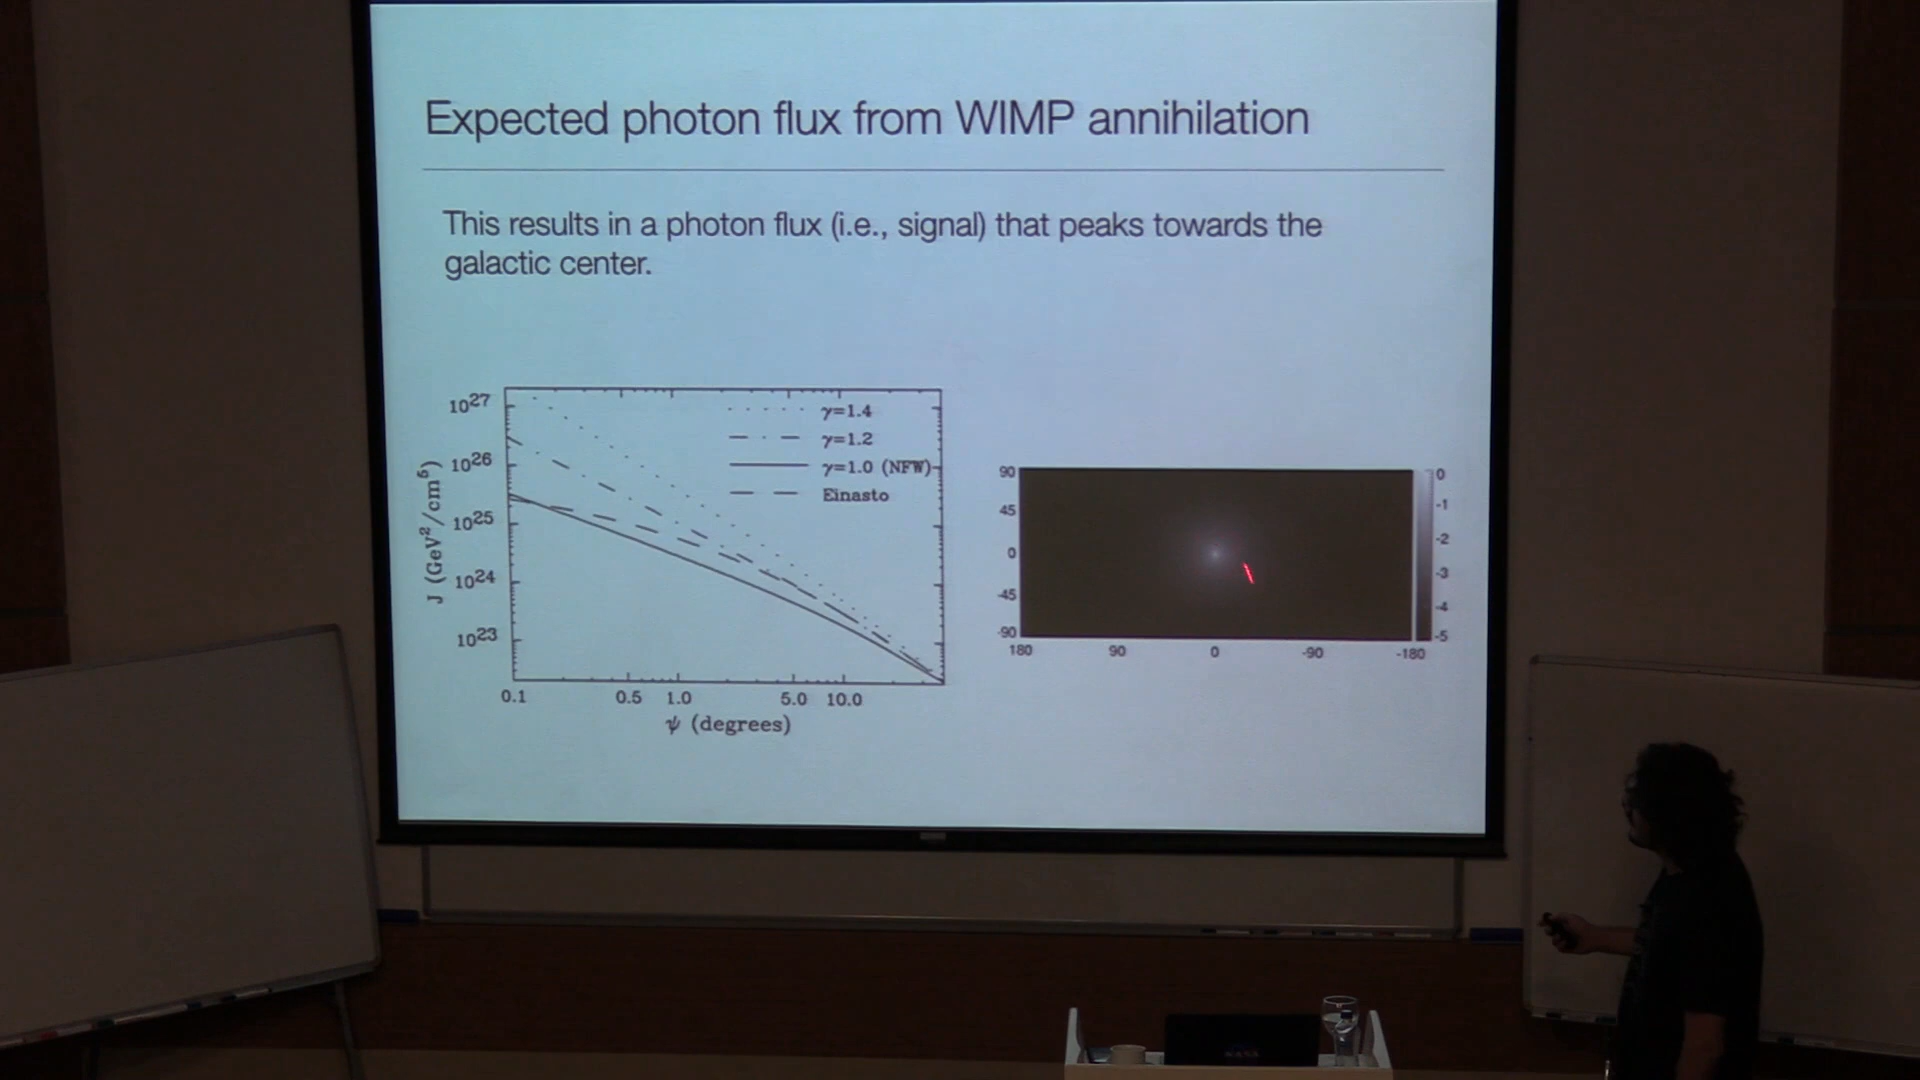 Expected photon flux from WIMP annihilation
This results in a photon flux (i.e., signal) that peaks towards the
galactic center.
10^27
10^26
10^25
10^24
10^23
J (GeV^2/cm^5)
γ=1.4
γ=1.2
γ=1.0 (NFW)
Einasto
0.1 0.5 1.0 5.0 10.0
ψ (degrees)
90
45
0
-45
-90
180 90 0 -90 -180
0
-1
-2
-3
-4
-5